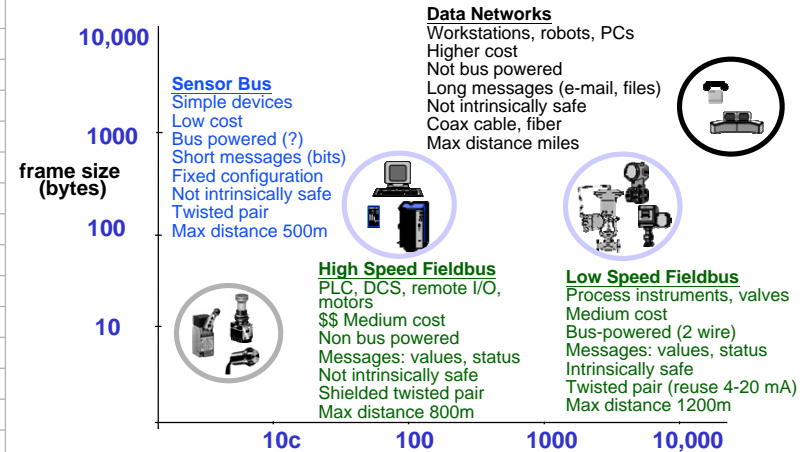 Data Networks
Workstations, robots, PCs
Higher cost
Not bus powered
Long messages (e-mail, files)
Not intrinsically safe
Coax cable, fiber
Max distance miles
10,000
1000
frame size
(bytes)
100
10
Sensor Bus
Simple devices
Low cost
Bus powered (?)
Short messages (bits)
Fixed configuration
Not intrinsically safe
Twisted pair
Max distance 500m
High Speed Fieldbus
PLC, DCS, remote I/O,
motors
$$ Medium cost
Non bus powered
Messages: values, status
Not intrinsically safe
Shielded twisted pair
Max distance 800m
Low Speed Fieldbus
Process instruments, valves
Medium cost
Bus-powered (2 wire)
Messages: values, status
Intrinsically safe
Twisted pair (reuse 4-20 mA)
Max distance 1200m
10c
100
1000
10,000